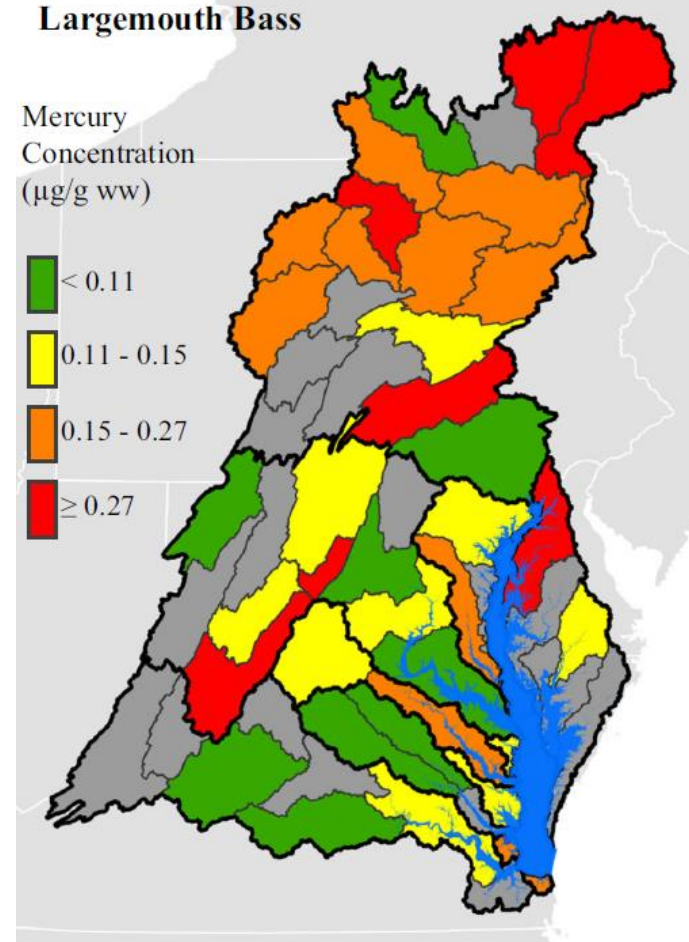 Largemouth Bass
Mercury
Concentration
(µg/g ww)
< 0.11
0.11 - 0.15
0.15 - 0.27
≥ 0.27